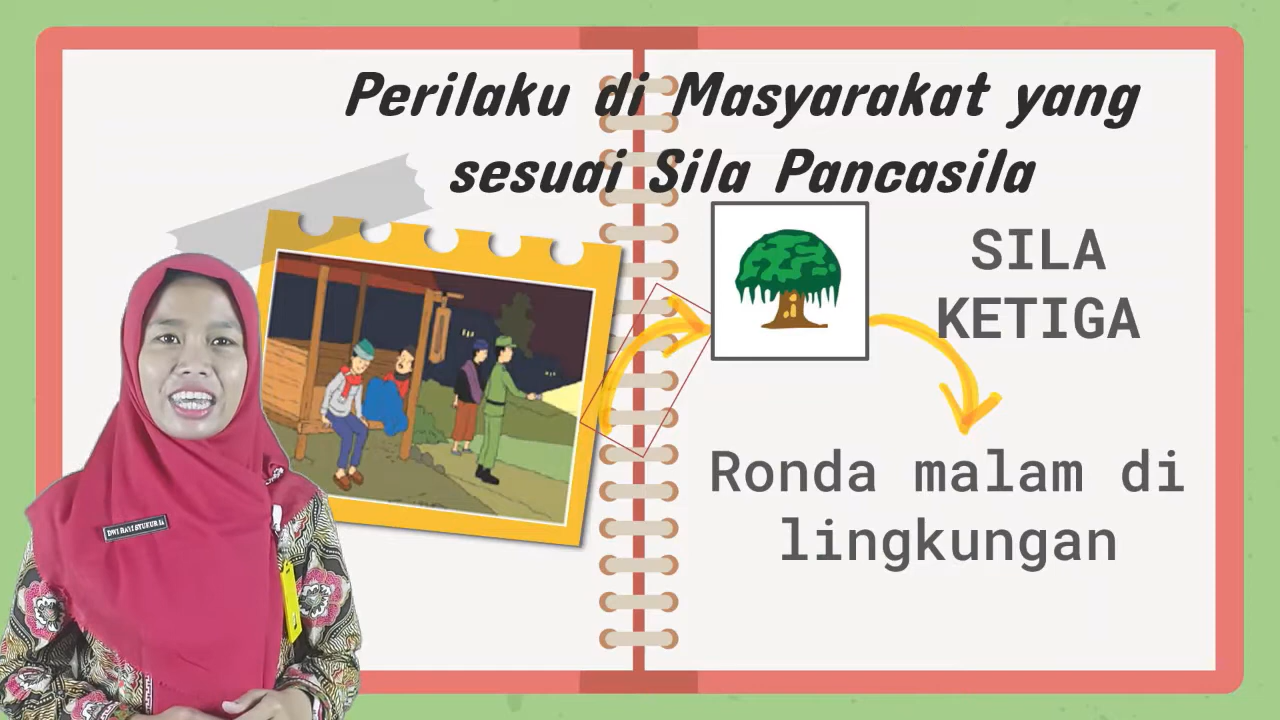 Perilaku di Masyarakat yang
sesuai Sila Pancasila
SILA
KETIGA
Ronda malam di
lingkungan